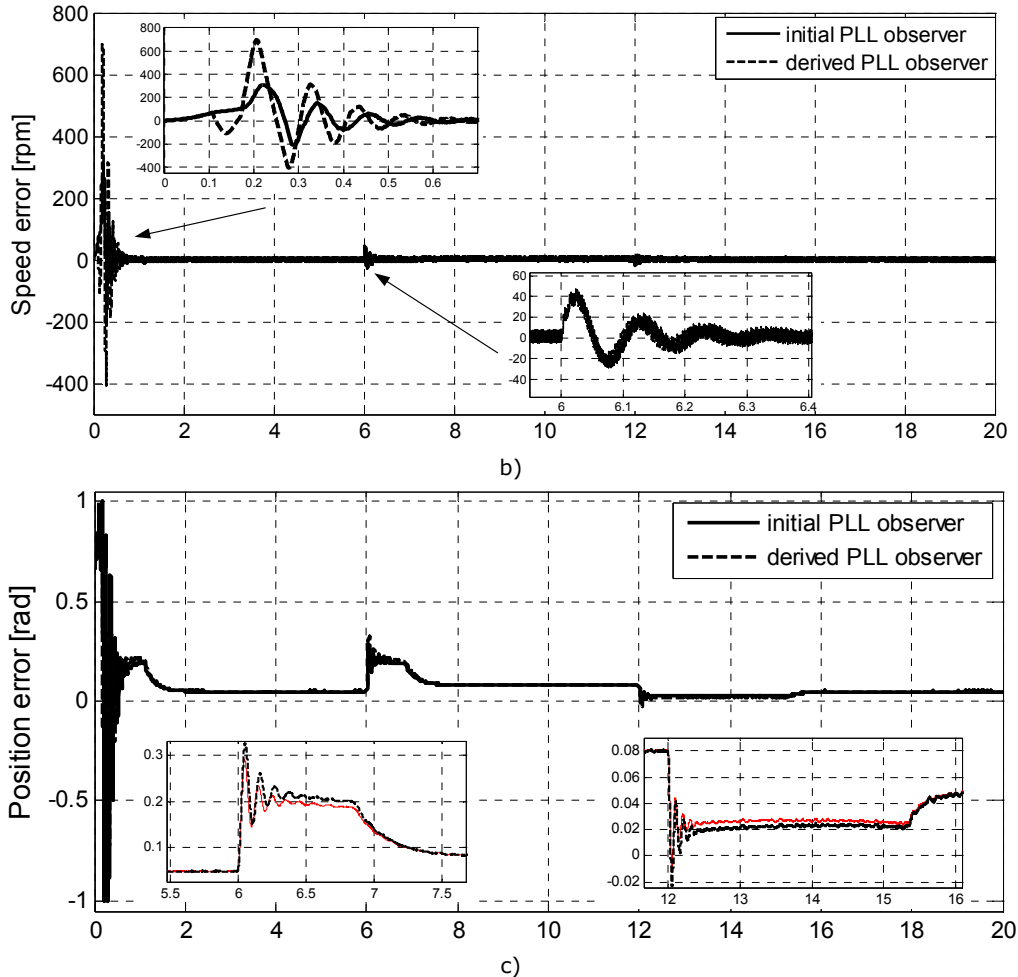 800
600
400
200
0
-200
-400
Speed error [rpm]
0 2 4 6 8 10 12 14 16 18 20
initial PLL observer
derived PLL observer
800
600
400
200
0
-200
-400
0 0.1 0.2 0.3 0.4 0.5 0.6
60
40
20
0
-20
-40
6 6.1 6.2 6.3 6.4
b)
1
0.5
0
-0.5
-1
Position error [rad]
initial PLL observer
derived PLL observer
0.3
0.2
0.1
5.5 6 6.5 7 7.5
0.08
0.06
0.04
0.02
0
-0.02
12 13 14 15 16
0 2 4 6 8 10 12 14 16 18 20
c)